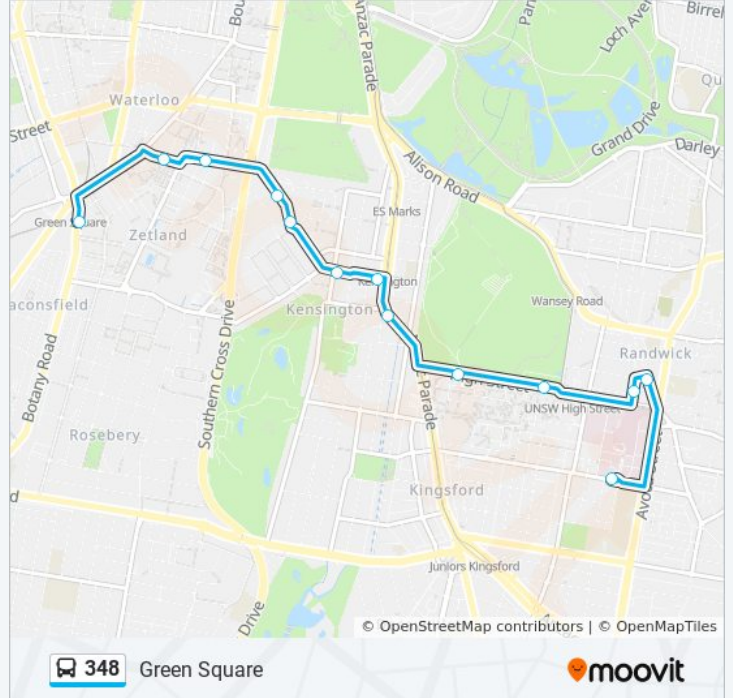 Anzac Parade
Loch Ave
Birrel
Waterloo
Street
Grand Drive
Darley
Alison Road
Green Square
ES Marks
Zetland
Kensington
Wansey Road
aconsfield
Kensington
Southern Cross Drive
Botany Road
Randwick
High Street
Parade
UNSW High Street
Rosebery
Kingsford
Juniors Kingsford
Drive
© OpenStreetMap contributors | © OpenMapTiles
348 Green Square
moovit